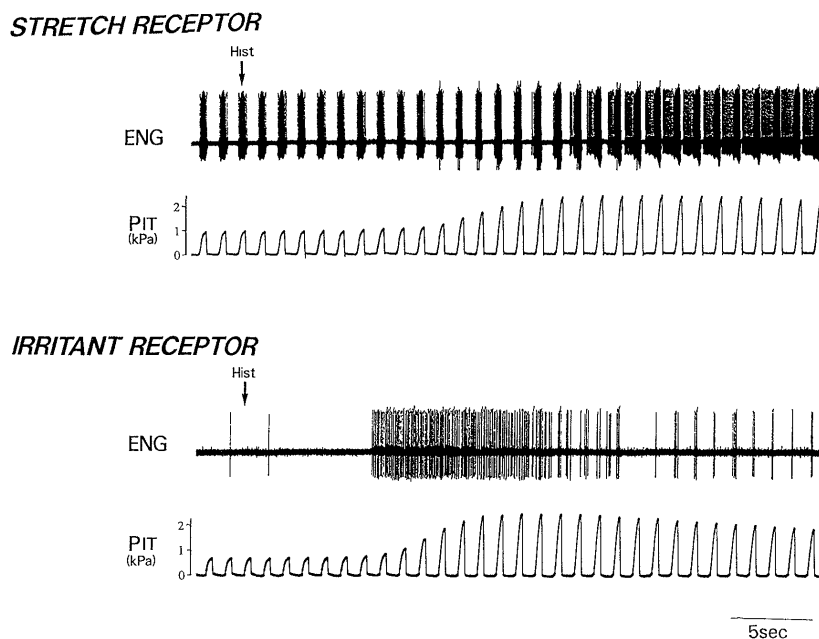 STRETCH RECEPTOR
Hist
ENG
PIT
(kPa)
2
1
0
IRRITANT RECEPTOR
Hist
ENG
PIT
(kPa)
2
1
0
5sec